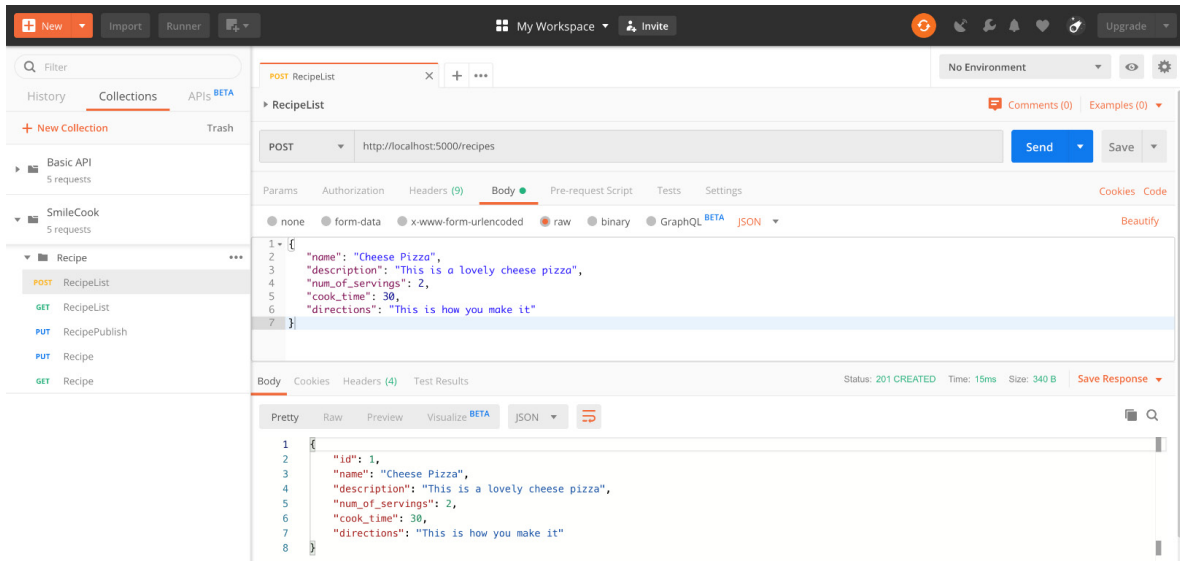 New Import Runner My Workspace Invite Upgrade
Filter
History Collections APIs BETA
New Collection Trash
Basic API
5 requests
SmileCook
5 requests
Recipe
POST RecipeList
GET RecipeList
PUT RecipePublish
PUT Recipe
GET Recipe
POST RecipeList
No Environment
RecipeList
Comments (0) Examples (0)
POST http://localhost:5000/recipes Send Save
Params Authorization Headers (9) Body Pre-request Script Tests Settings Cookies Code
none form-data x-www-form-urlencoded raw binary GraphQL BETA JSON Beautify
1 {
2 "name": "Cheese Pizza",
3 "description": "This is a lovely cheese pizza",
4 "num_of_servings": 2,
5 "cook_time": 30,
6 "directions": "This is how you make it"
7 }
Body Cookies Headers (4) Test Results Status: 201 CREATED Time: 15ms Size: 340 B Save Response
Pretty Raw Preview Visualize BETA JSON
1 {
2 "id": 1,
3 "name": "Cheese Pizza",
4 "description": "This is a lovely cheese pizza",
5 "num_of_servings": 2,
6 "cook_time": 30,
7 "directions": "This is how you make it"
8 }